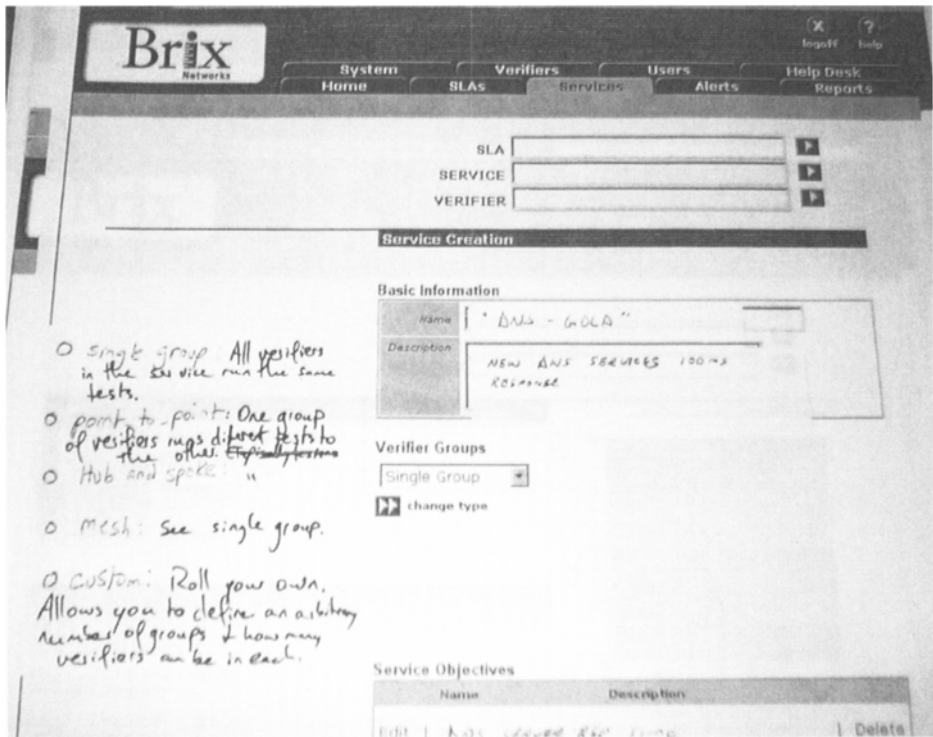 Brix
Networks
logoff help
System Verifiers Users Help Desk
Home SLAs Services Alerts Reports
SLA
SERVICE
VERIFIER
Service Creation
Basic Information
Name "DNS - GOLD"
Description NEW DNS SERVICES 100ms
RESPONSE
o single group: All verifiers
in the service run the same
tests.
o point to point: One group
of verifiers runs diferet tests to
the other.
o Hub and spoke: "
o mesh: See single group.
o custom: Roll your own.
Allows you to define an arbitrary
number of groups & how many
verifiers can be in each.
Verifier Groups
Single Group
change type
Service Objectives
Name Description
Edit | DNS SERVER Delete